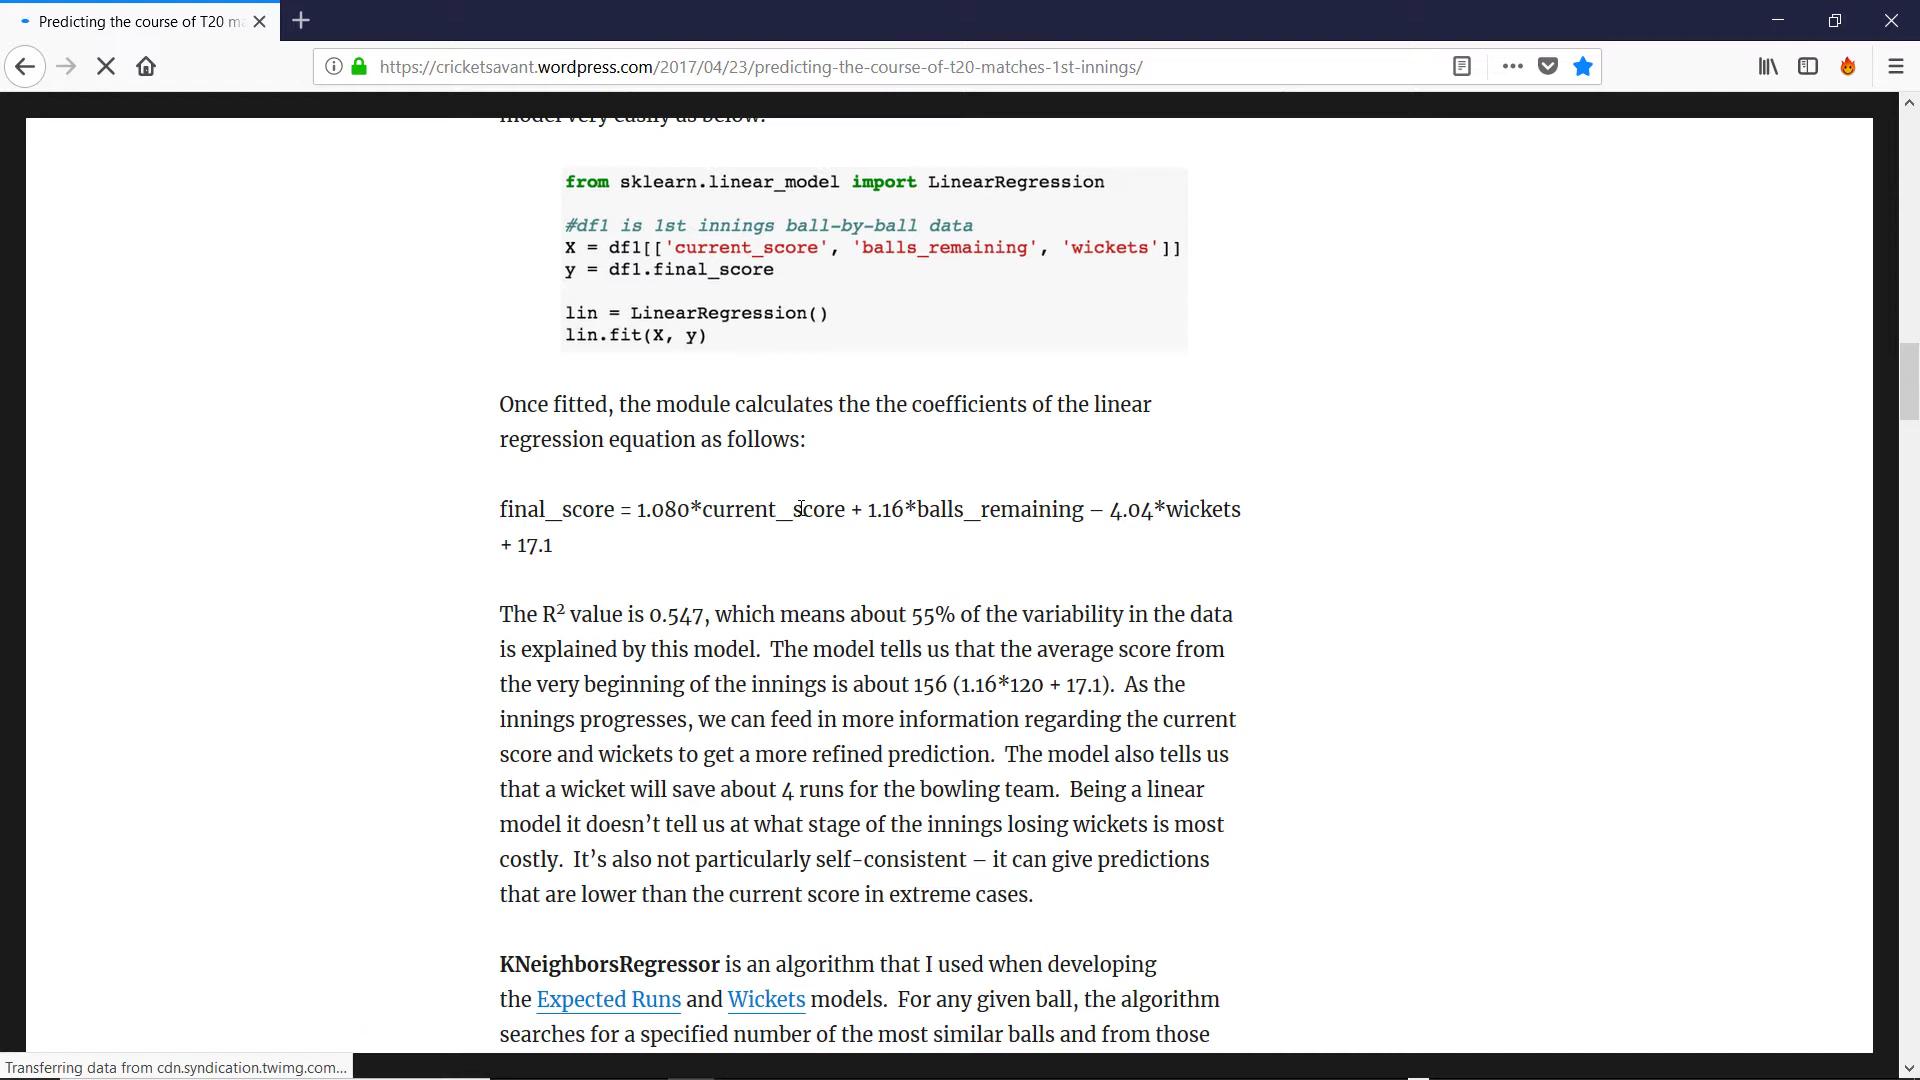 Predicting the course of T20 ma
https://cricketsavant.wordpress.com/2017/04/23/predicting-the-course-of-t20-matches-1st-innings/
model very easily as below:
from sklearn.linear_model import LinearRegression
#df1 is 1st innings ball-by-ball data
X = df1[['current_score', 'balls_remaining', 'wickets']]
y = df1.final_score
lin = LinearRegression()
lin.fit(X, y)
Once fitted, the module calculates the the coefficients of the linear
regression equation as follows:
final_score = 1.080*current_score + 1.16*balls_remaining – 4.04*wickets
+ 17.1
The R² value is 0.547, which means about 55% of the variability in the data
is explained by this model.  The model tells us that the average score from
the very beginning of the innings is about 156 (1.16*120 + 17.1).  As the
innings progresses, we can feed in more information regarding the current
score and wickets to get a more refined prediction.  The model also tells us
that a wicket will save about 4 runs for the bowling team.  Being a linear
model it doesn’t tell us at what stage of the innings losing wickets is most
costly.  It’s also not particularly self-consistent – it can give predictions
that are lower than the current score in extreme cases.
KNeighborsRegressor is an algorithm that I used when developing
the Expected Runs and Wickets models.  For any given ball, the algorithm
searches for a specified number of the most similar balls and from those
Transferring data from cdn.syndication.twimg.com...